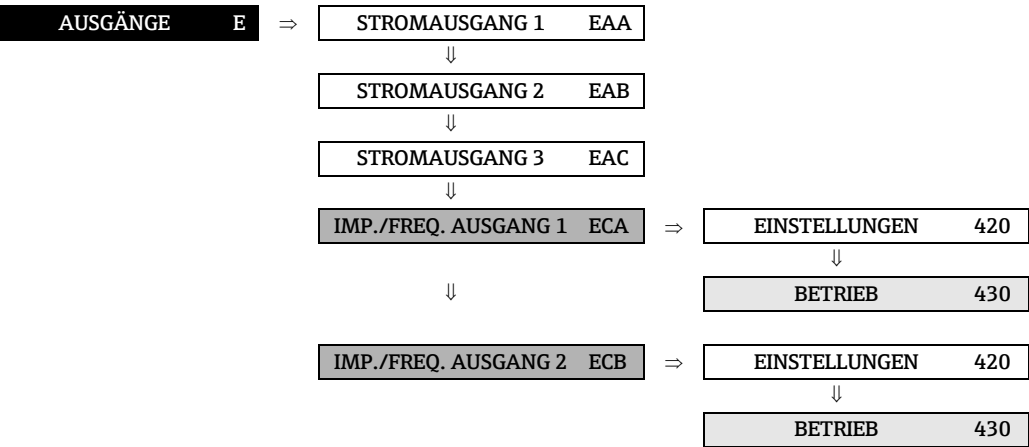 AUSGÄNGE E ⇒ STROMAUSGANG 1 EAA
⇓
STROMAUSGANG 2 EAB
⇓
STROMAUSGANG 3 EAC
⇓
IMP./FREQ. AUSGANG 1 ECA ⇒ EINSTELLUNGEN 420
⇓
⇓ BETRIEB 430
IMP./FREQ. AUSGANG 2 ECB ⇒ EINSTELLUNGEN 420
⇓
BETRIEB 430